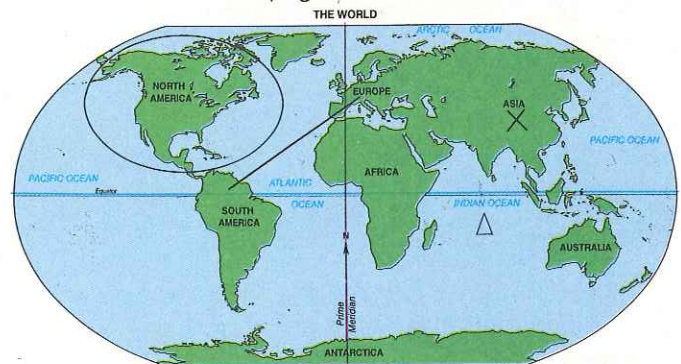 THE WORLD
ARCTIC OCEAN
NORTH
AMERICA
EUROPE
ASIA
PACIFIC OCEAN
ATLANTIC
OCEAN
AFRICA
PACIFIC OCEAN
Equator
SOUTH
AMERICA
INDIAN OCEAN
AUSTRALIA
N
Prime
Meridian
ANTARCTICA